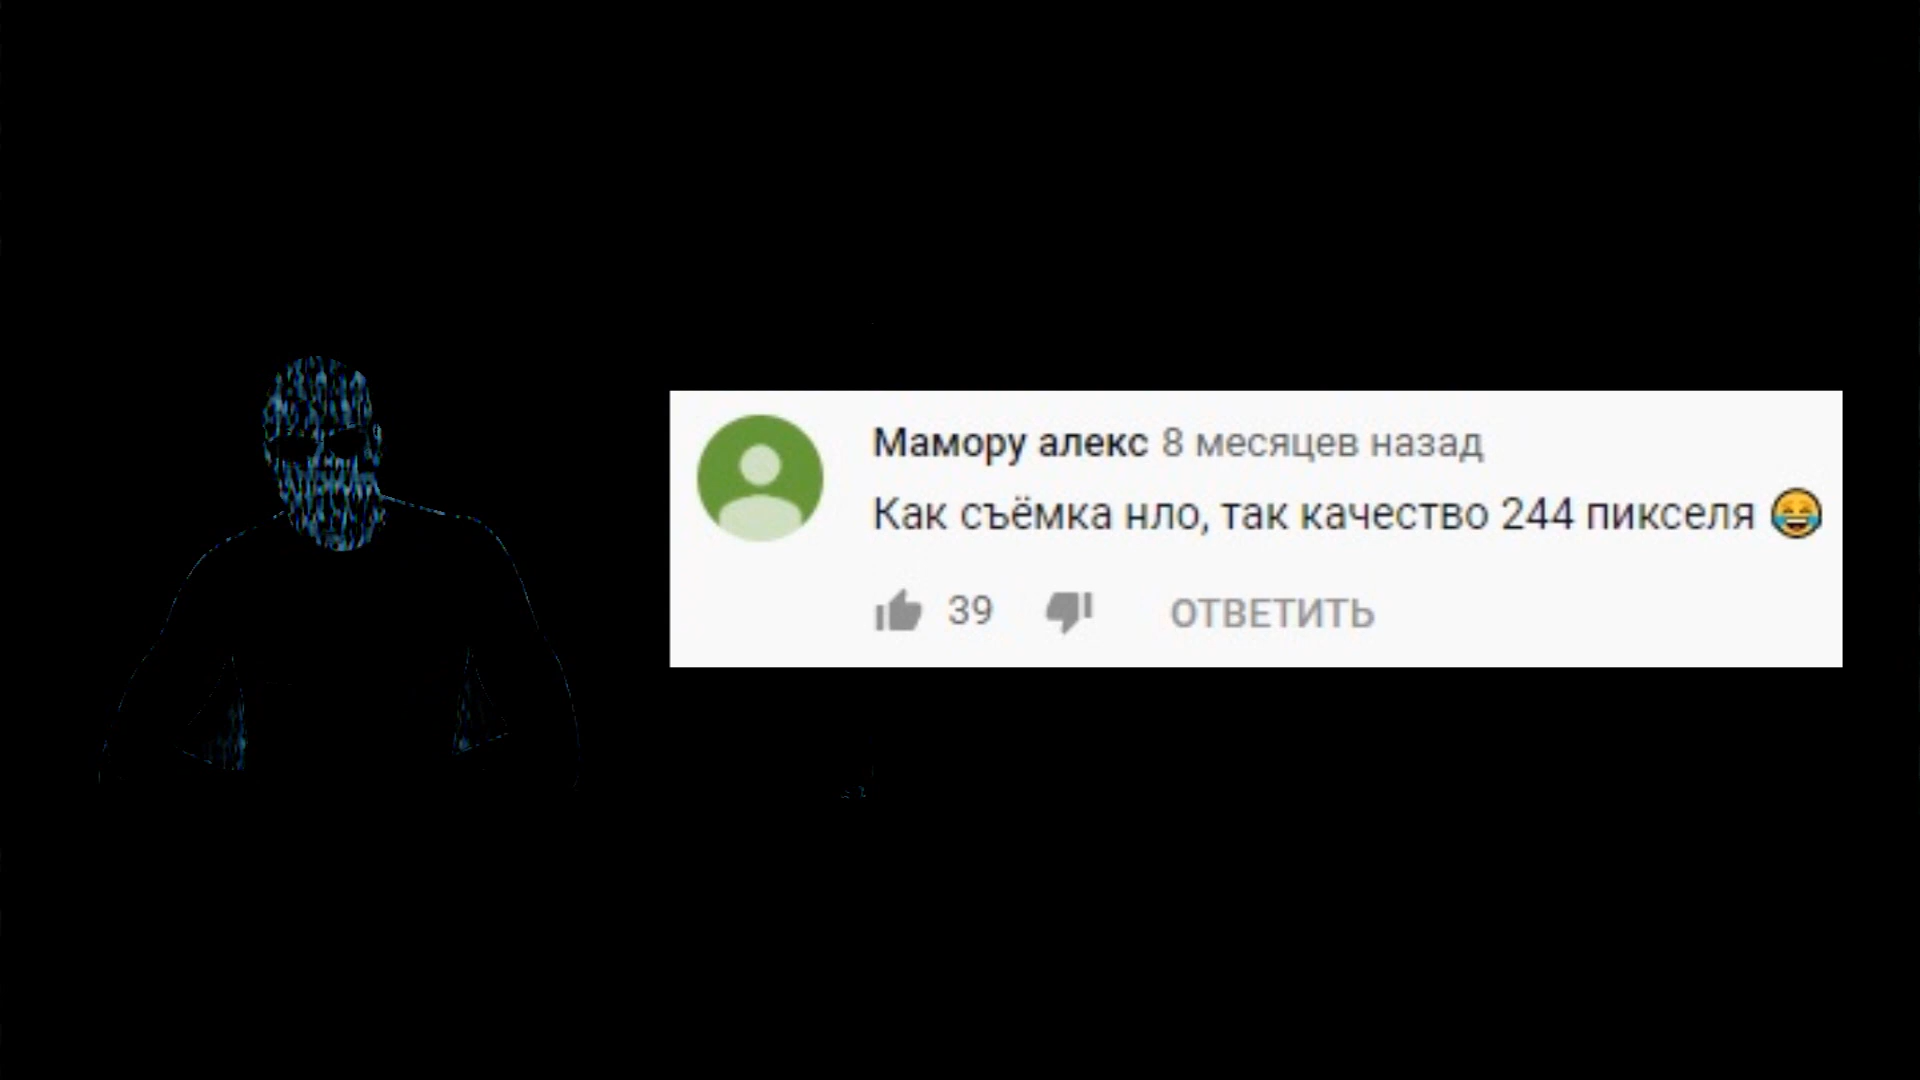 Мамору алекс 8 месяцев назад
Как съёмка нло, так качество 244 пикселя 😂
39 ОТВЕТИТЬ